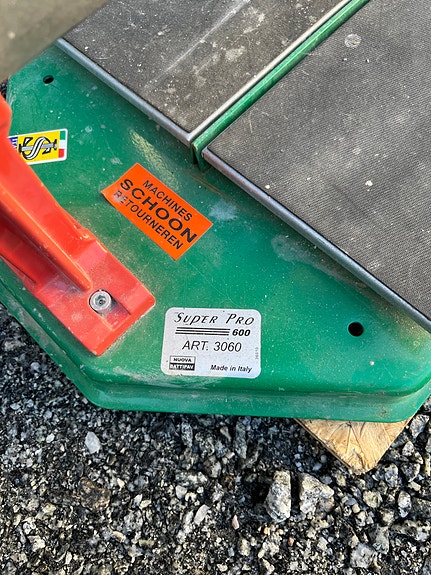 MACHINES
SCHOON
RETOURNEREN
SUPER PRO
600
ART. 3060
NUOVA
BATTIPAV
Made in Italy